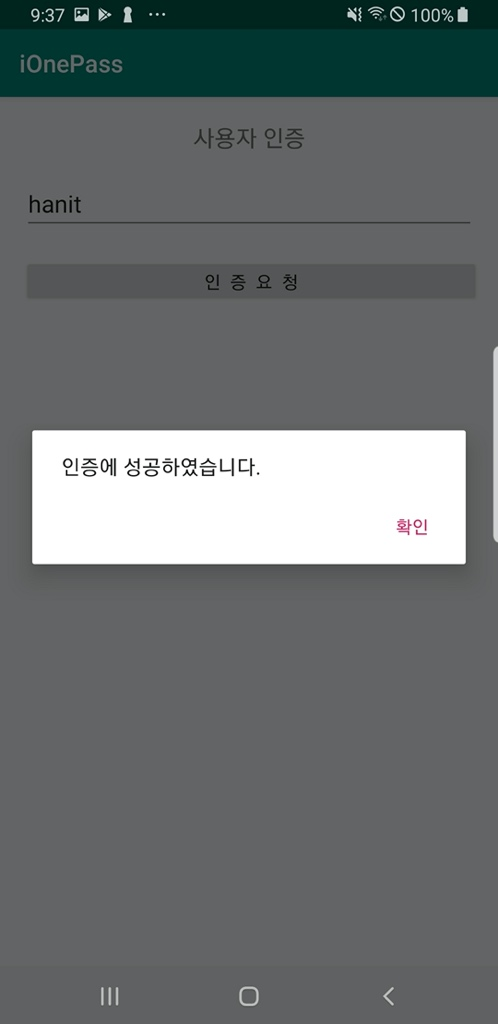 9:37
100%
iOnePass
사용자 인증
hanit
인 증 요 청
인증에 성공하였습니다.
확인